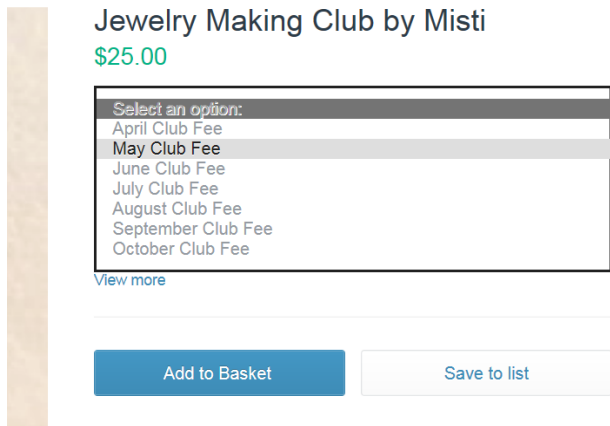 Jewelry Making Club by Misti
$25.00
Select an option:
April Club Fee
May Club Fee
June Club Fee
July Club Fee
August Club Fee
September Club Fee
October Club Fee
View more
Add to Basket
Save to list